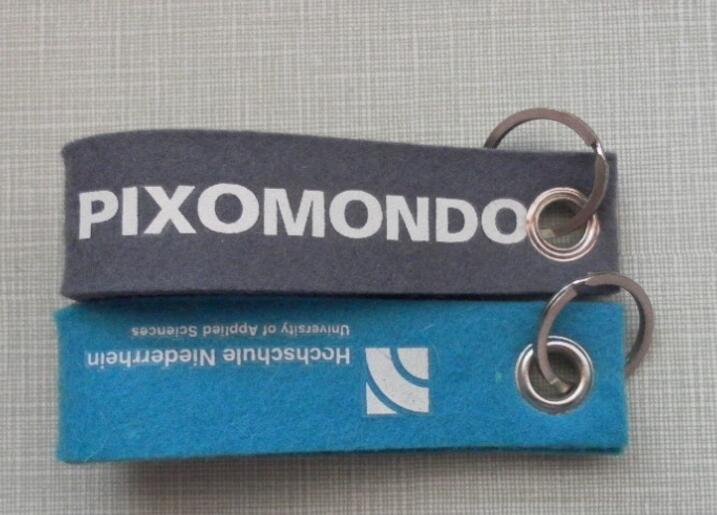 PIXOMONDO
Hochschule Niederrhein
University of Applied Sciences